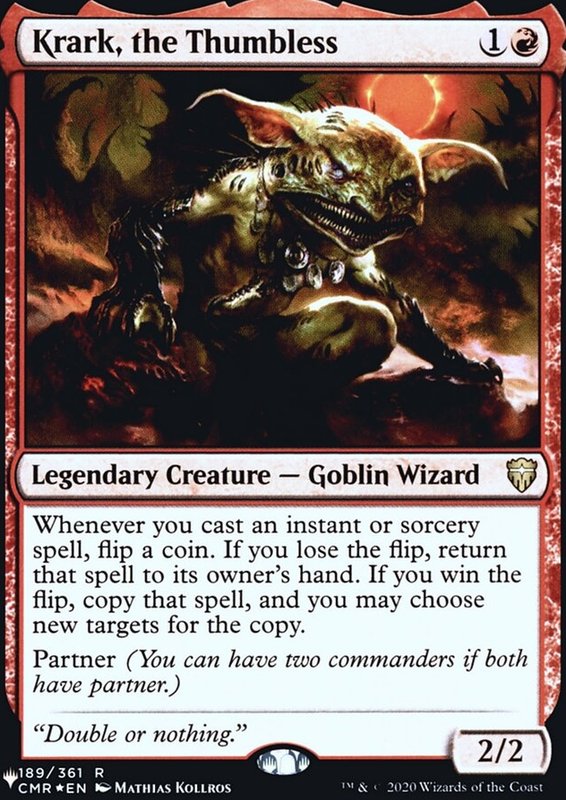 Krark, the Thumbless 1
Legendary Creature — Goblin Wizard
Whenever you cast an instant or sorcery
spell, flip a coin. If you lose the flip, return
that spell to its owner's hand. If you win the
flip, copy that spell, and you may choose
new targets for the copy.
Partner (You can have two commanders if both
have partner.)
“Double or nothing.”
2/2
189/361 R
CMR★EN Mathias Kollros ™ & © 2020 Wizards of the Coast